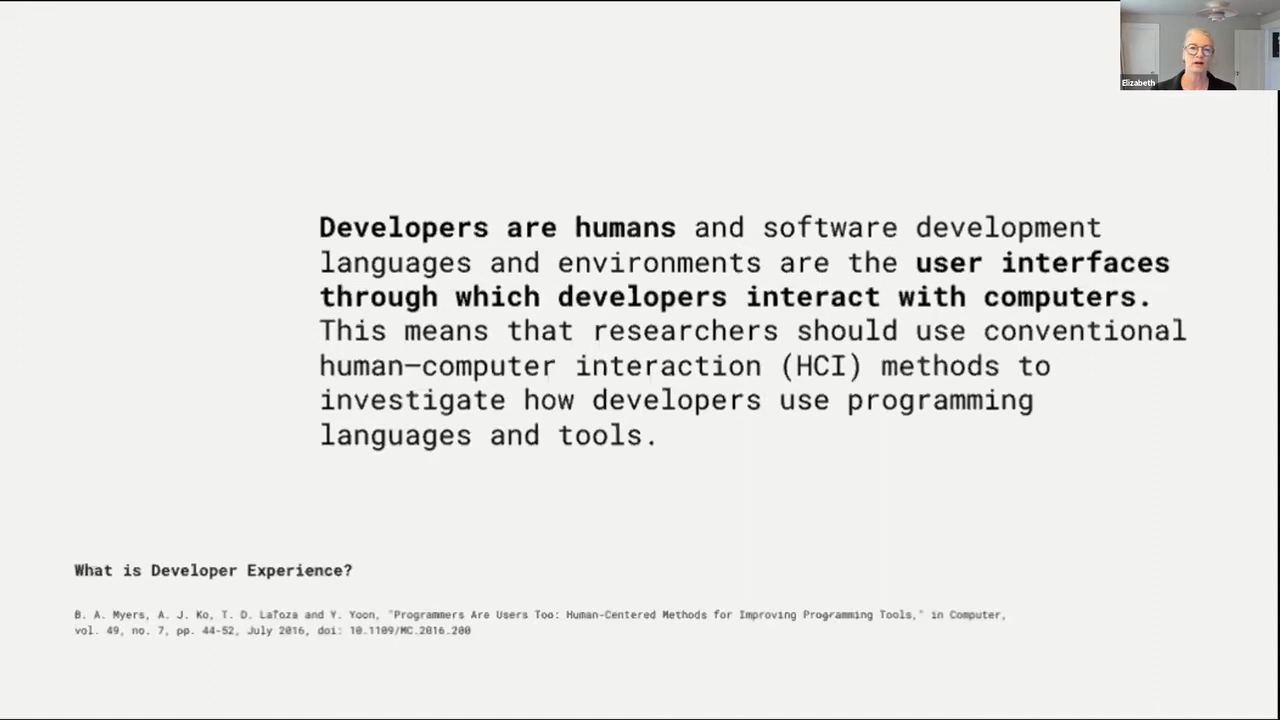 Elizabeth
Developers are humans and software development
languages and environments are the user interfaces
through which developers interact with computers.
This means that researchers should use conventional
human–computer interaction (HCI) methods to
investigate how developers use programming
languages and tools.
What is Developer Experience?
B. A. Myers, A. J. Ko, T. D. LaToza and Y. Yoon, "Programmers Are Users Too: Human-Centered Methods for Improving Programming Tools," in Computer,
vol. 49, no. 7, pp. 44-52, July 2016, doi: 10.1109/MC.2016.200